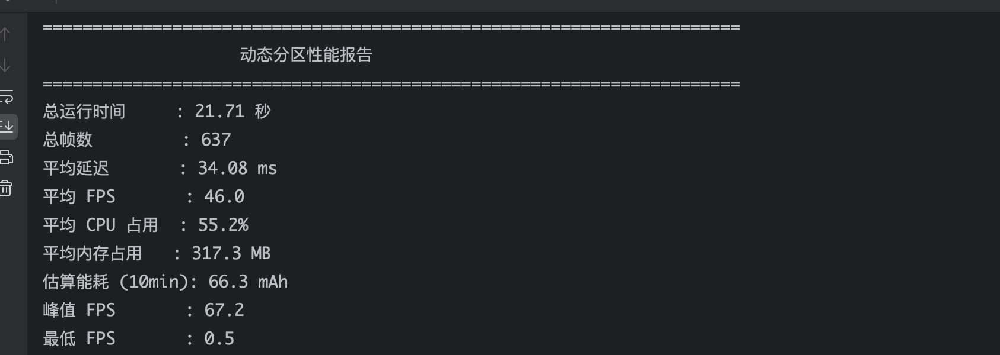 ======================================================================
动态分区性能报告
======================================================================
总运行时间 : 21.71 秒
总帧数 : 637
平均延迟 : 34.08 ms
平均 FPS : 46.0
平均 CPU 占用 : 55.2%
平均内存占用 : 317.3 MB
估算能耗 (10min): 66.3 mAh
峰值 FPS : 67.2
最低 FPS : 0.5